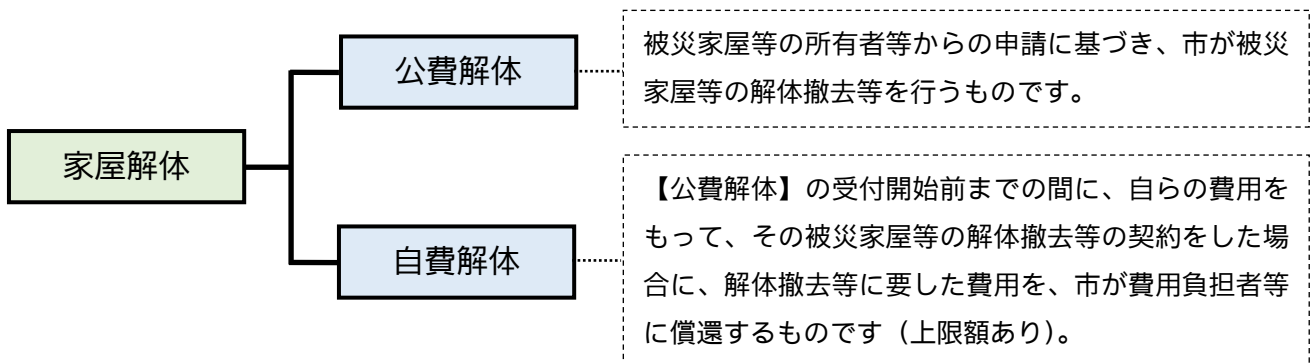 家屋解体
公費解体
被災家屋等の所有者等からの申請に基づき、市が被災
家屋等の解体撤去等を行うものです。
自費解体
【公費解体】の受付開始前までの間に、自らの費用を
もって、その被災家屋等の解体撤去等の契約をした場
合に、解体撤去等に要した費用を、市が費用負担者等
に償還するものです（上限額あり）。